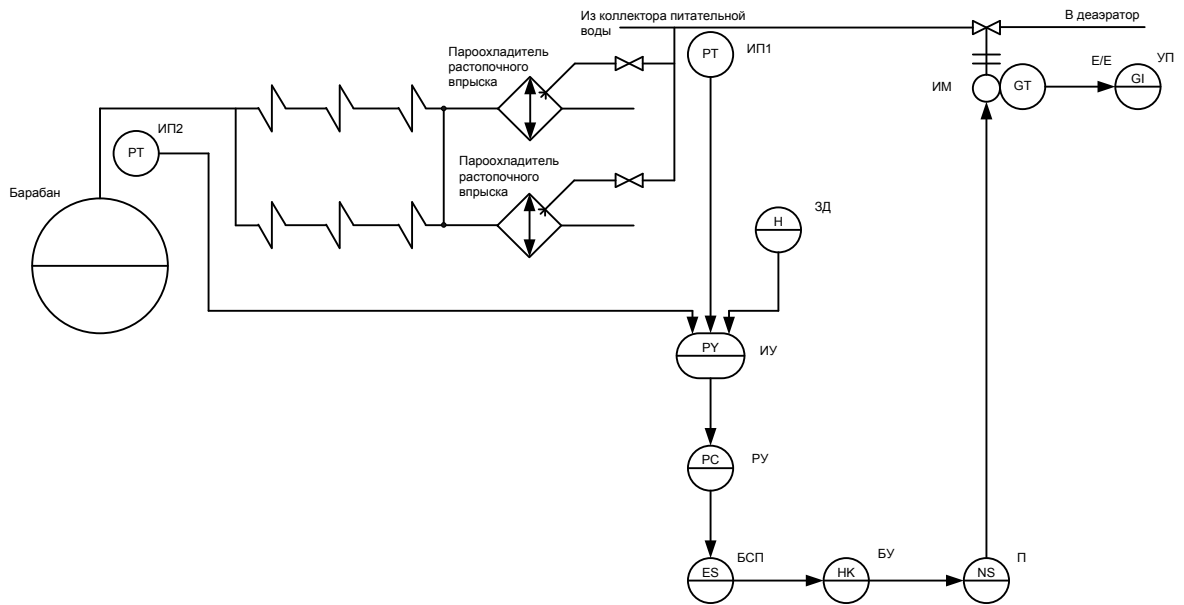 Из коллектора питательной
воды
В деаэратор
Пароохладитель
растопочного
впрыска
PT
ИП1
E/E
УП
ИМ
GT
GI
ИП2
PT
Пароохладитель
растопочного
впрыска
Барабан
ЗД
H
PY
ИУ
PC
РУ
БСП
БУ
П
ES
HK
NS